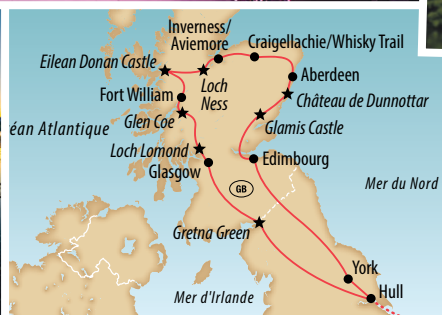 Inverness/
Aviemore
Craigellachie/Whisky Trail
Eilean Donan Castle
Loch
Ness
Aberdeen
Château de Dunnottar
Fort William
Glen Coe
Glamis Castle
éan Atlantique
Loch Lomond
Glasgow
Edimbourg
GB
Mer du Nord
Gretna Green
York
Hull
Mer d'Irlande